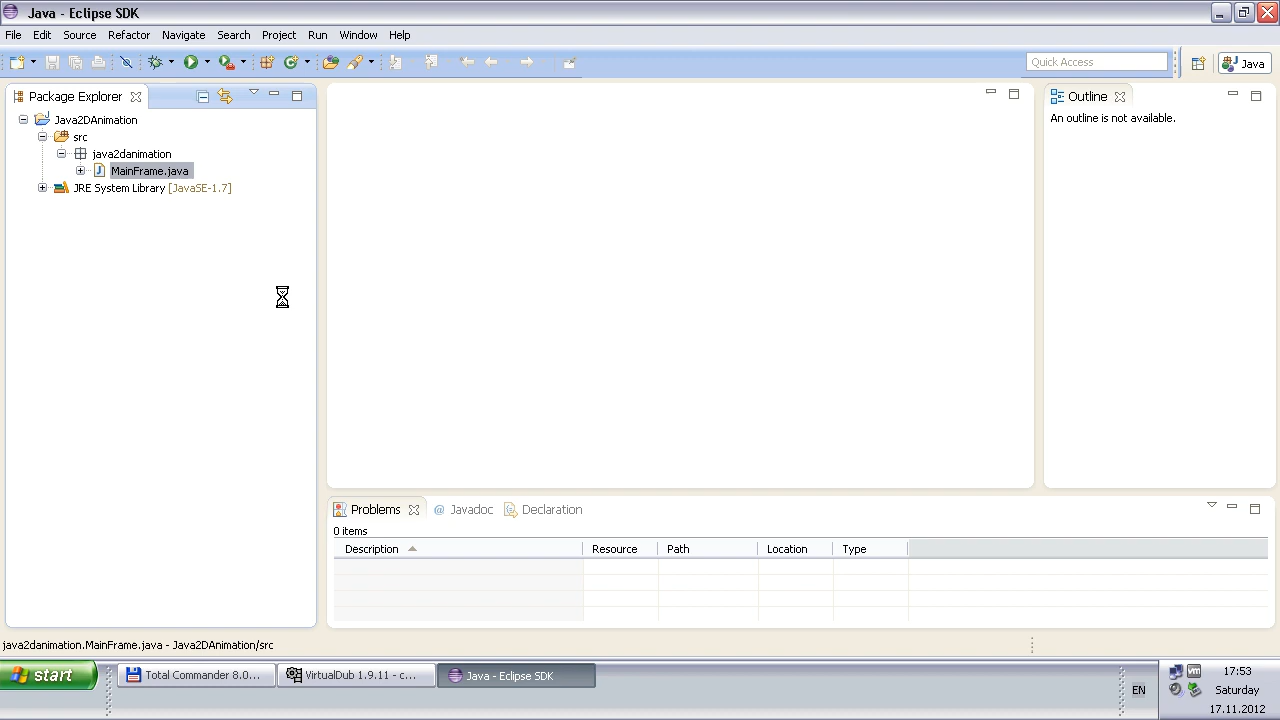 Java - Eclipse SDK
File Edit Source Refactor Navigate Search Project Run Window Help
Quick Access
Java
Package Explorer
Outline
Java2DAnimation
An outline is not available.
src
java2danimation
MainFrame.java
JRE System Library [JavaSE-1.7]
Problems @ Javadoc Declaration
0 items
Description Resource Path Location Type
java2danimation.MainFrame.java - Java2DAnimation/src
start Total Commander 8.0... VirtualDub 1.9.11 - c... Java - Eclipse SDK
EN
17:53
Saturday
17.11.2012